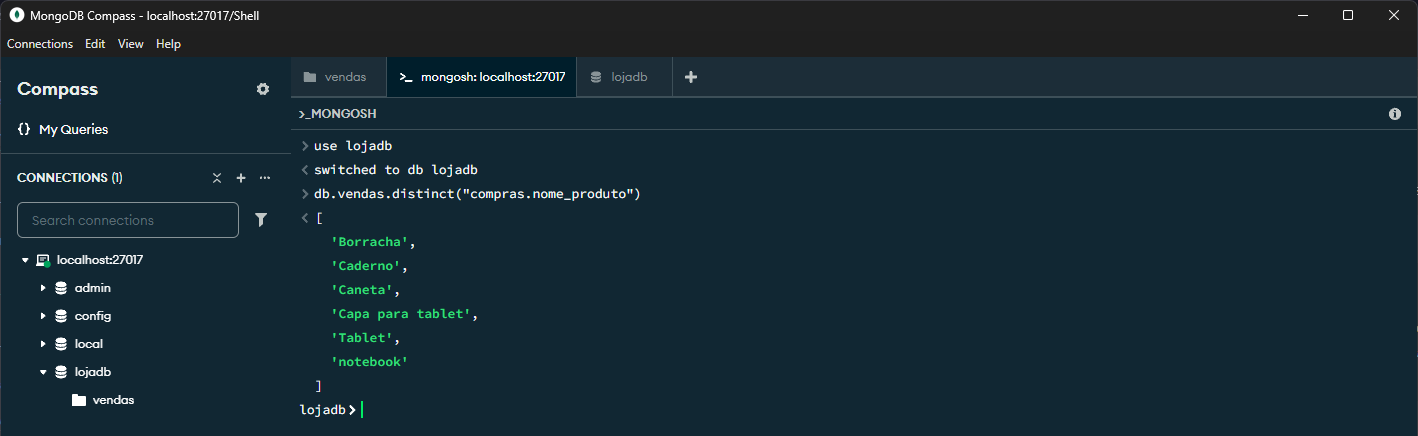 MongoDB Compass - localhost:27017/Shell
Connections Edit View Help
Compass
{} My Queries
CONNECTIONS (1)
Search connections
localhost:27017
admin
config
local
lojadb
vendas
vendas >_ mongosh: localhost:27017 lojadb +
>_MONGOSH
> use lojadb
< switched to db lojadb
> db.vendas.distinct("compras.nome_produto")
< [
'Borracha',
'Caderno',
'Caneta',
'Capa para tablet',
'Tablet',
'notebook'
]
lojadb>